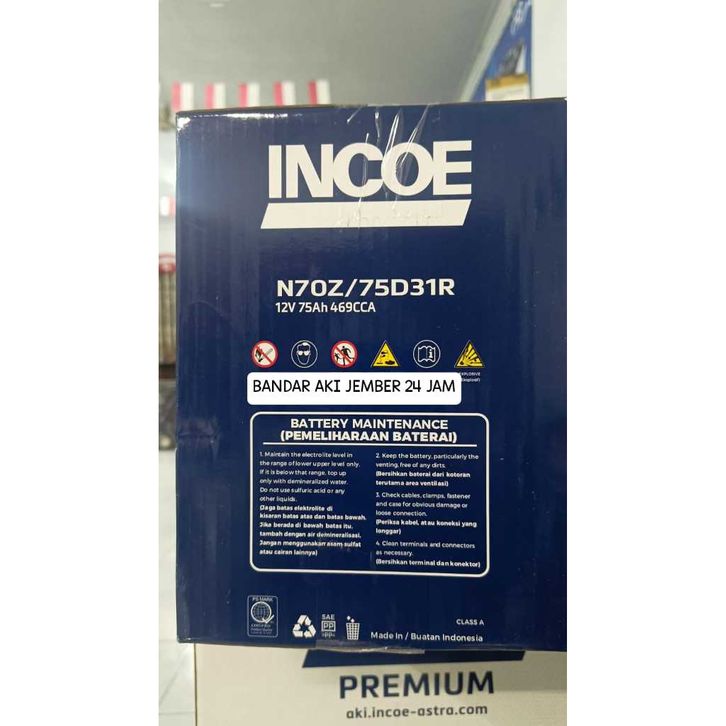 INCOE
N70Z/75D31R
12V 75Ah 469CCA
BANDAR AKI JEMBER 24 JAM
BATTERY MAINTENANCE
(PEMELIHARAAN BATERAI)
1. Maintain the electrolite level in
the range of lower upper level only.
If it is below that range, top up
only with demineralized water.
Do not use sulfuric acid or any
other liquids.
(Jaga batas elektrolite di
kisaran batas atas dan batas bawah.
Jika berada di bawah batas itu,
tambah dengan air demineralisasi.
Jangan menggunakan asam sulfat
atau cairan lainnya)
2. Keep the battery, particularly the
venting, free of any dirts.
(Bersihkan baterai dari kotoran
terutama area ventilasi)
3. Check cables, clamps, fastener
and case for obvious damage or
loose connection.
(Periksa kabel, atau koneksi yang
longgar)
4. Clean terminals and connectors
as necessary.
(Bersihkan terminal dan konektor)
PS MARK
SAE
PP
CLASS A
Made In / Buatan Indonesia
PREMIUM
aki.incoe-astra.com